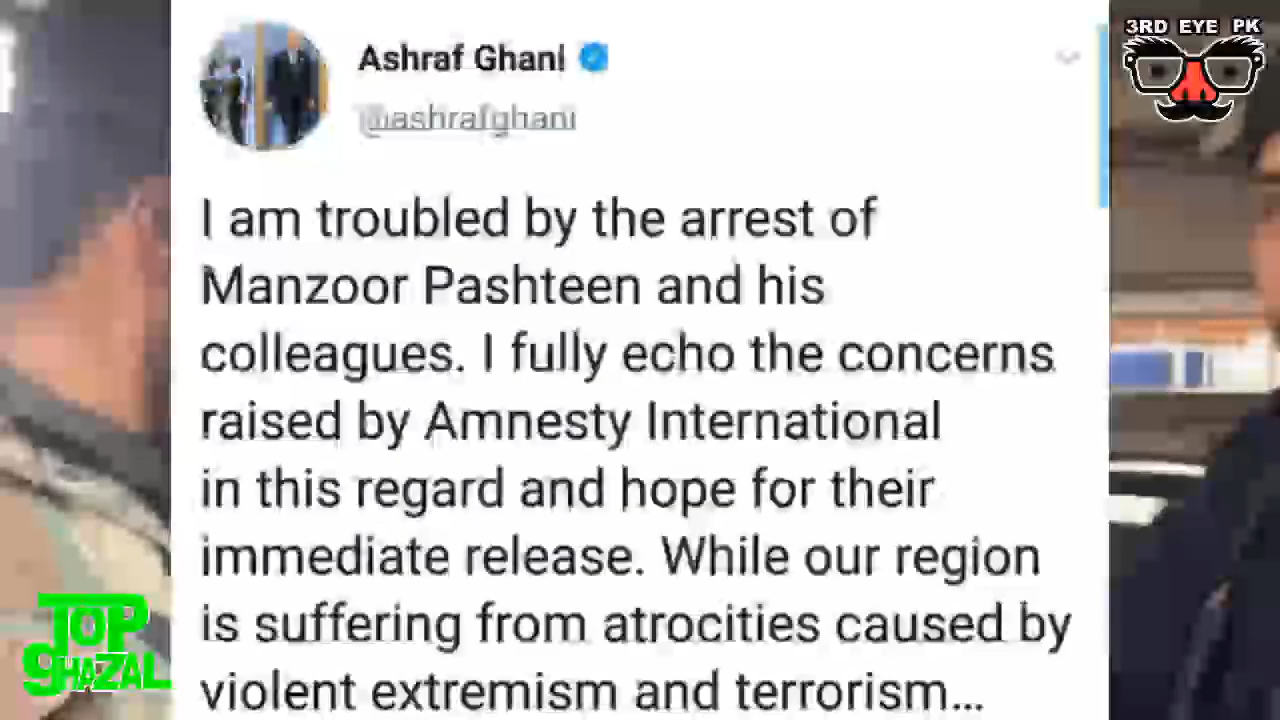 3RD EYE PK
Ashraf Ghani
@ashrafghani
I am troubled by the arrest of
Manzoor Pashteen and his
colleagues. I fully echo the concerns
raised by Amnesty International
in this regard and hope for their
immediate release. While our region
is suffering from atrocities caused by
violent extremism and terrorism...
TOP
GHAZAL